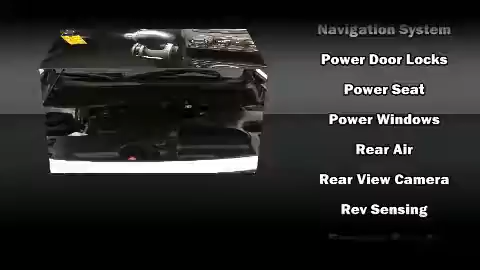 Navigation System
Power Door Locks
Power Seat
Power Windows
Rear Air
Rear View Camera
Rev Sensing